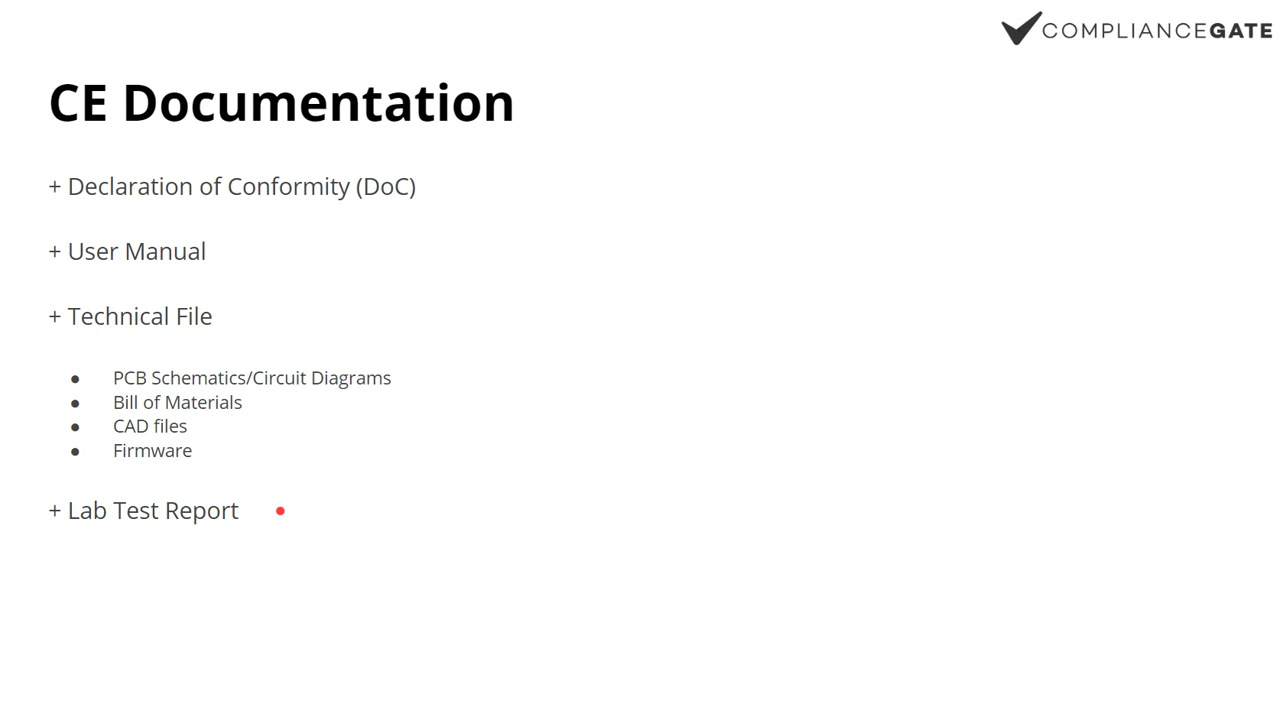 COMPLIANCEGATE
CE Documentation
+ Declaration of Conformity (DoC)
+ User Manual
+ Technical File
● PCB Schematics/Circuit Diagrams
● Bill of Materials
● CAD files
● Firmware
+ Lab Test Report